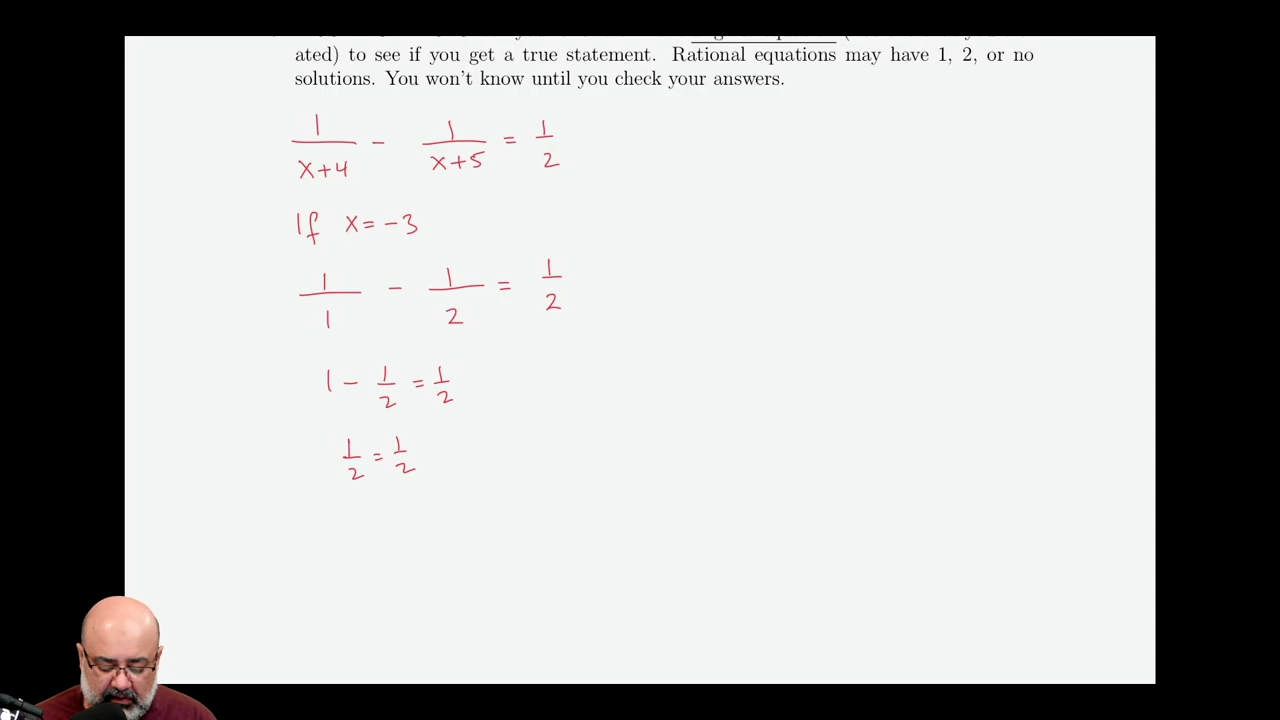 ated) to see if you get a true statement. Rational equations may have 1, 2, or no
solutions. You won't know until you check your answers.
1/(x+4) - 1/(x+5) = 1/2
If x = -3
1/1 - 1/2 = 1/2
1 - 1/2 = 1/2
1/2 = 1/2